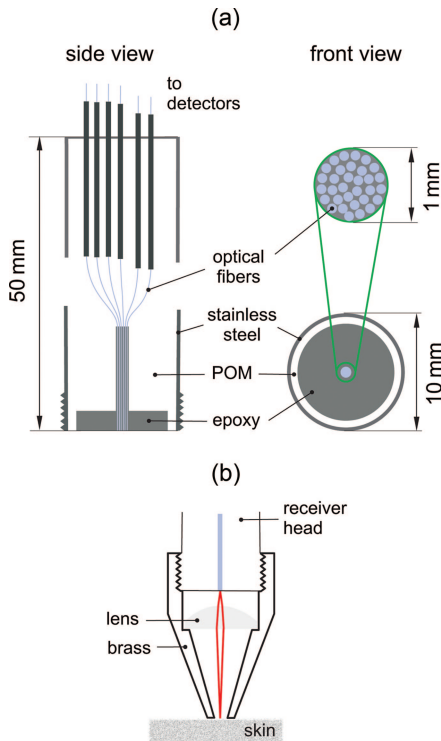 (a)
side view
front view
to
detectors
50 mm
1 mm
optical
fibers
stainless
steel
POM
epoxy
10 mm
(b)
receiver
head
lens
brass
skin